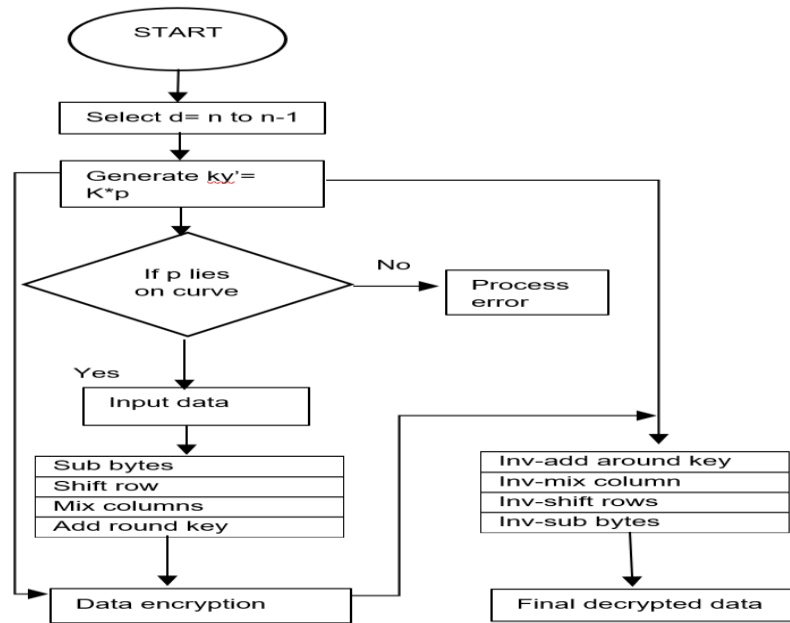 START
Select d= n to n-1
Generate ky’=
K*p
If p lies
on curve
No
Process
error
Yes
Input data
Sub bytes
Shift row
Mix columns
Add round key
Data encryption
Inv-add around key
Inv-mix column
Inv-shift rows
Inv-sub bytes
Final decrypted data